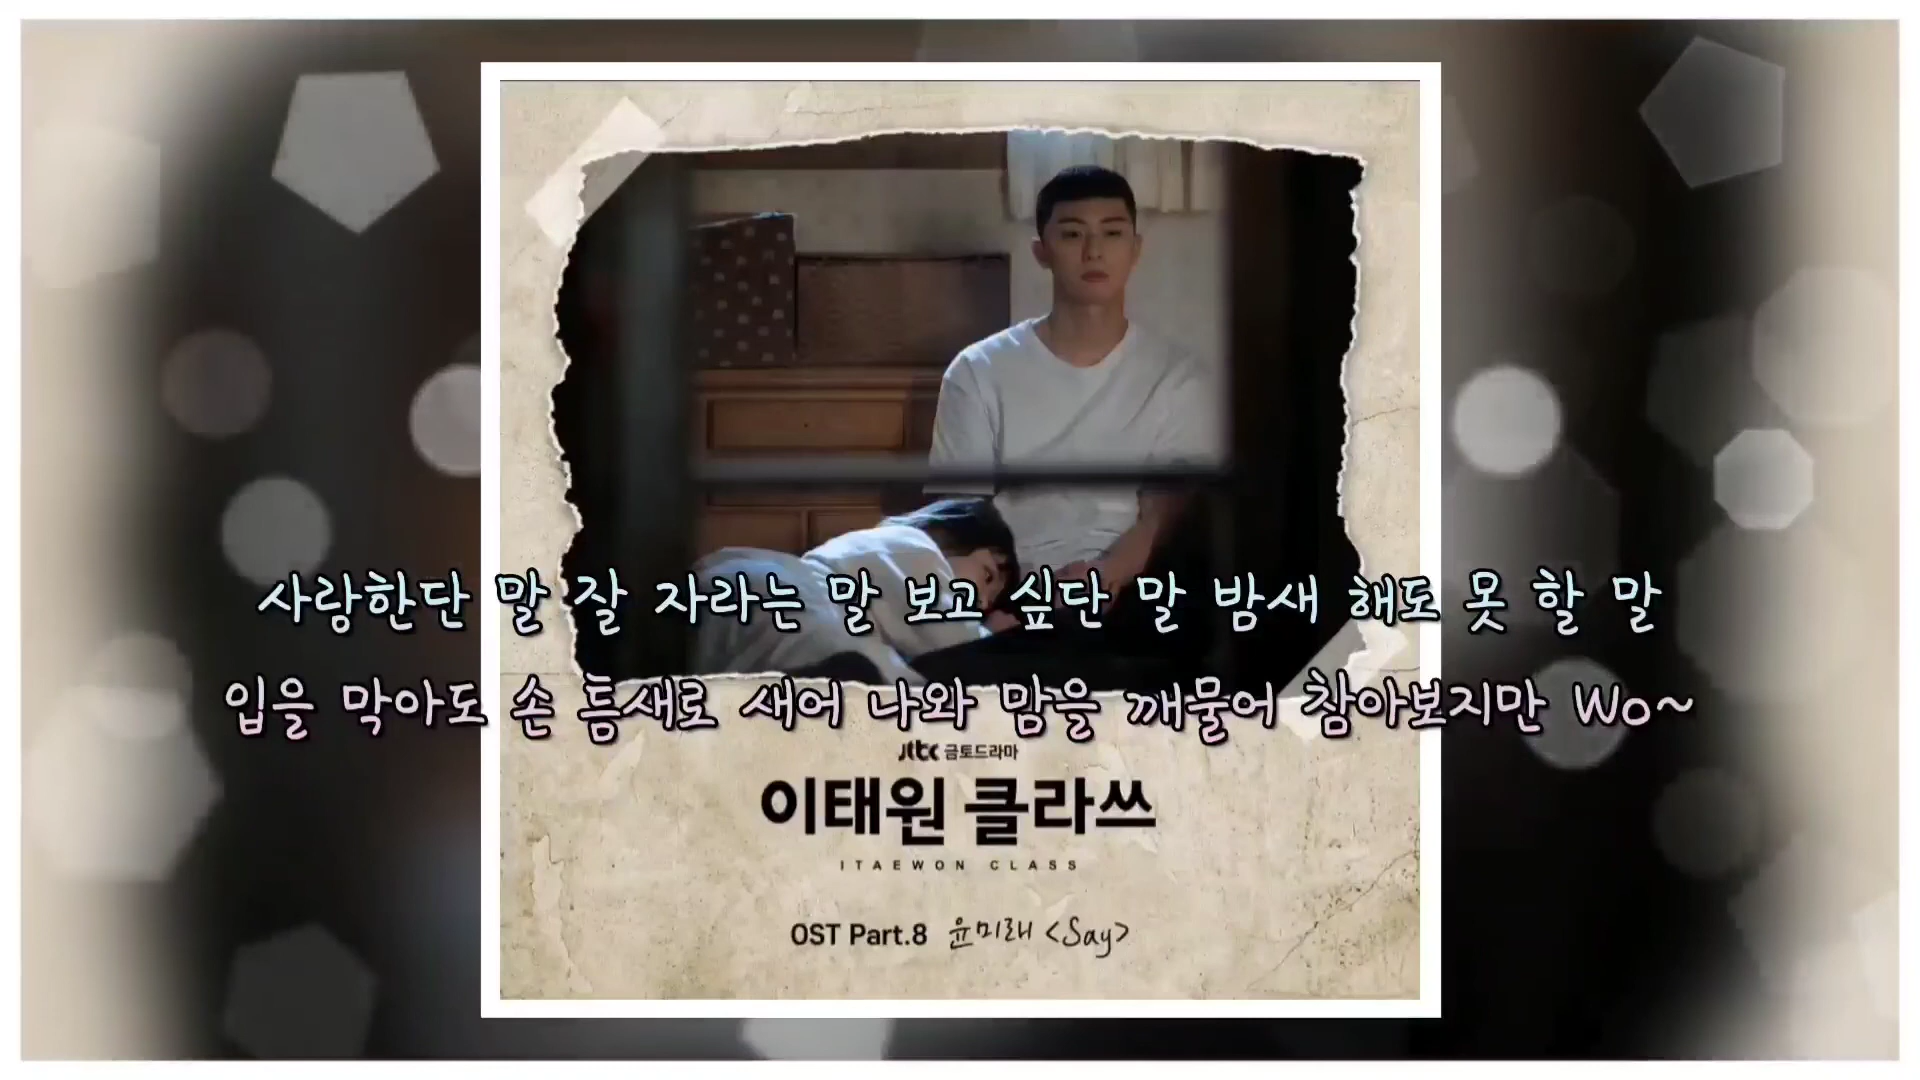 사랑한단 말 잘 자라는 말 보고 싶단 말 밤새 해도 못 할 말
입을 막아도 손 틈새로 새어 나와 맘을 깨물어 참아보지만 Wo~
jtbc 금토드라마
이태원 클라쓰
ITAEWON CLASS
OST Part.8 윤미래 <Say>